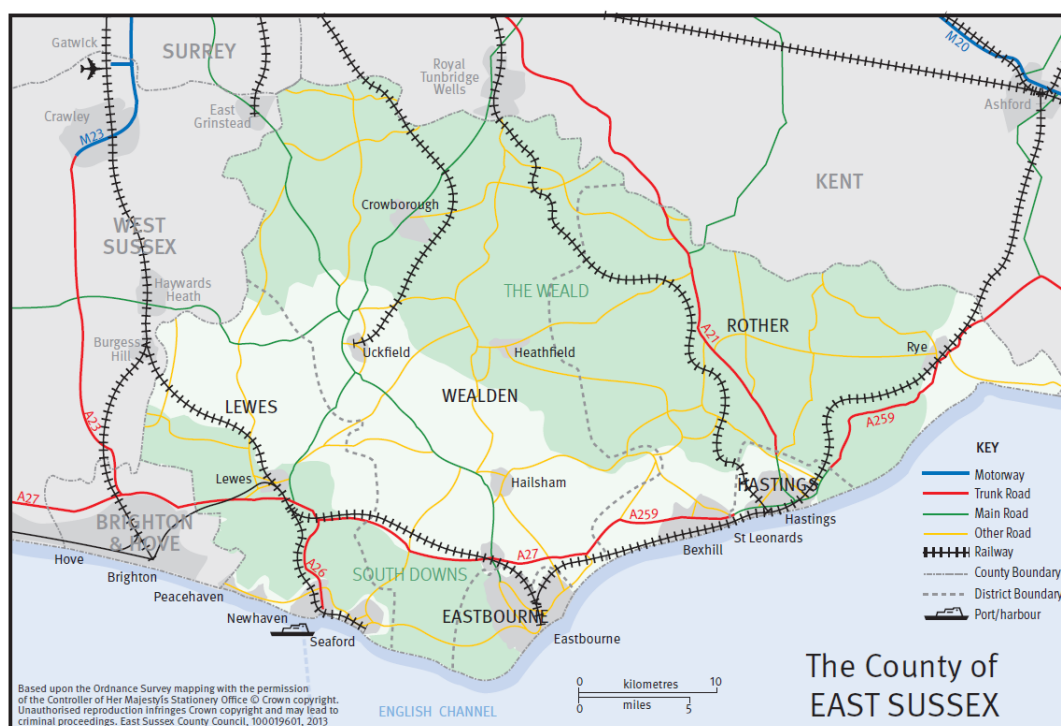 Gatwick
SURREY
M20
Royal
Tunbridge
Wells
Crawley
East
Grinstead
Ashford
M23
KENT
Crowborough
WEST
SUSSEX
Haywards
Heath
THE WEALD
ROTHER
A21
Burgess
Hill
Uckfield
Heathfield
Rye
WEALDEN
LEWES
A23
A259
KEY
Motorway
Trunk Road
Main Road
Other Road
Railway
County Boundary
District Boundary
Port/harbour
Lewes
Hailsham
HASTINGS
A27
A259
Hastings
BRIGHTON
& HOVE
St Leonards
Bexhill
Hove
A27
Brighton
A26
SOUTH DOWNS
Peacehaven
EASTBOURNE
Newhaven
Seaford
Eastbourne
The County of
EAST SUSSEX
0 kilometres 10
0 miles 5
Based upon the Ordnance Survey mapping with the permission
of the Controller of Her Majestyis Stationery Office © Crown copyright.
Unauthorised reproduction infringes Crown copyright and may lead to
criminal proceedings. East Sussex County Council, 100019601, 2013
ENGLISH CHANNEL